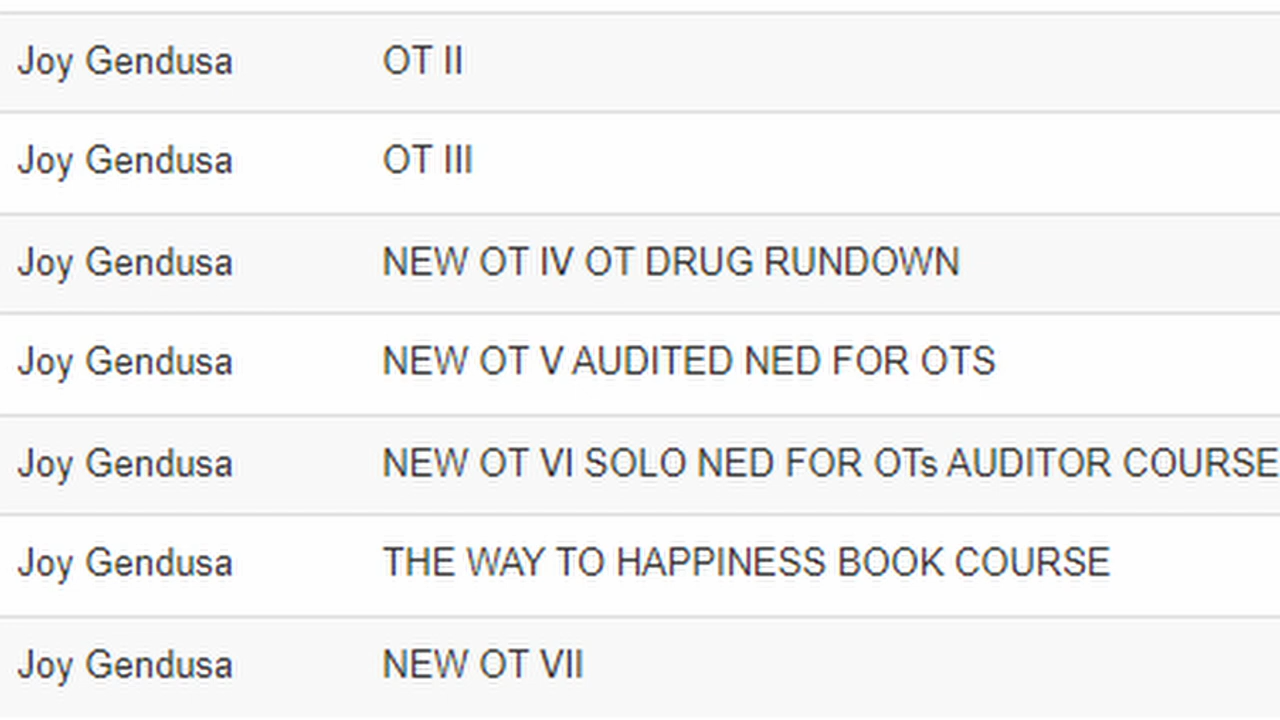 Joy Gendusa OT II
Joy Gendusa OT III
Joy Gendusa NEW OT IV OT DRUG RUNDOWN
Joy Gendusa NEW OT V AUDITED NED FOR OTS
Joy Gendusa NEW OT VI SOLO NED FOR OTs AUDITOR COURSE
Joy Gendusa THE WAY TO HAPPINESS BOOK COURSE
Joy Gendusa NEW OT VII